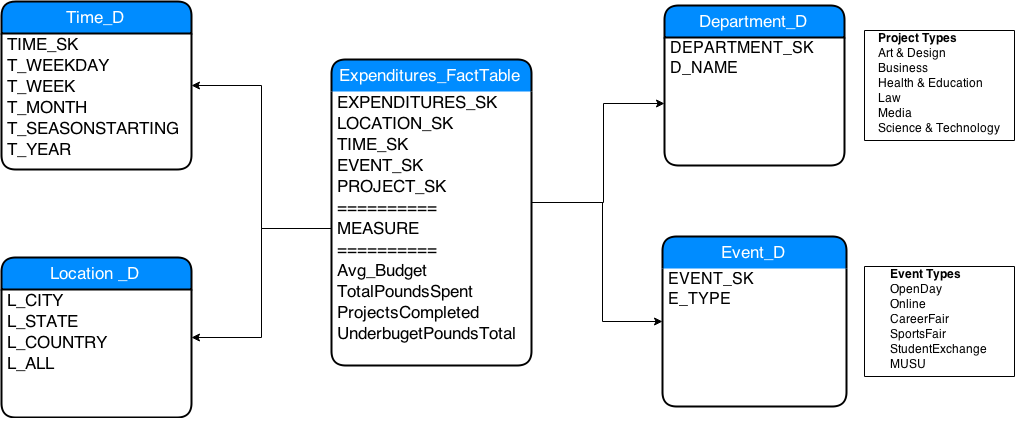 Time_D
TIME_SK
T_WEEKDAY
T_WEEK
T_MONTH
T_SEASONSTARTING
T_YEAR
Location _D
L_CITY
L_STATE
L_COUNTRY
L_ALL
Expenditures_FactTable
EXPENDITURES_SK
LOCATION_SK
TIME_SK
EVENT_SK
PROJECT_SK
==========
MEASURE
==========
Avg_Budget
TotalPoundsSpent
ProjectsCompleted
UnderbugetPoundsTotal
Department_D
DEPARTMENT_SK
D_NAME
Event_D
EVENT_SK
E_TYPE
Project Types
Art & Design
Business
Health & Education
Law
Media
Science & Technology
Event Types
OpenDay
Online
CareerFair
SportsFair
StudentExchange
MUSU